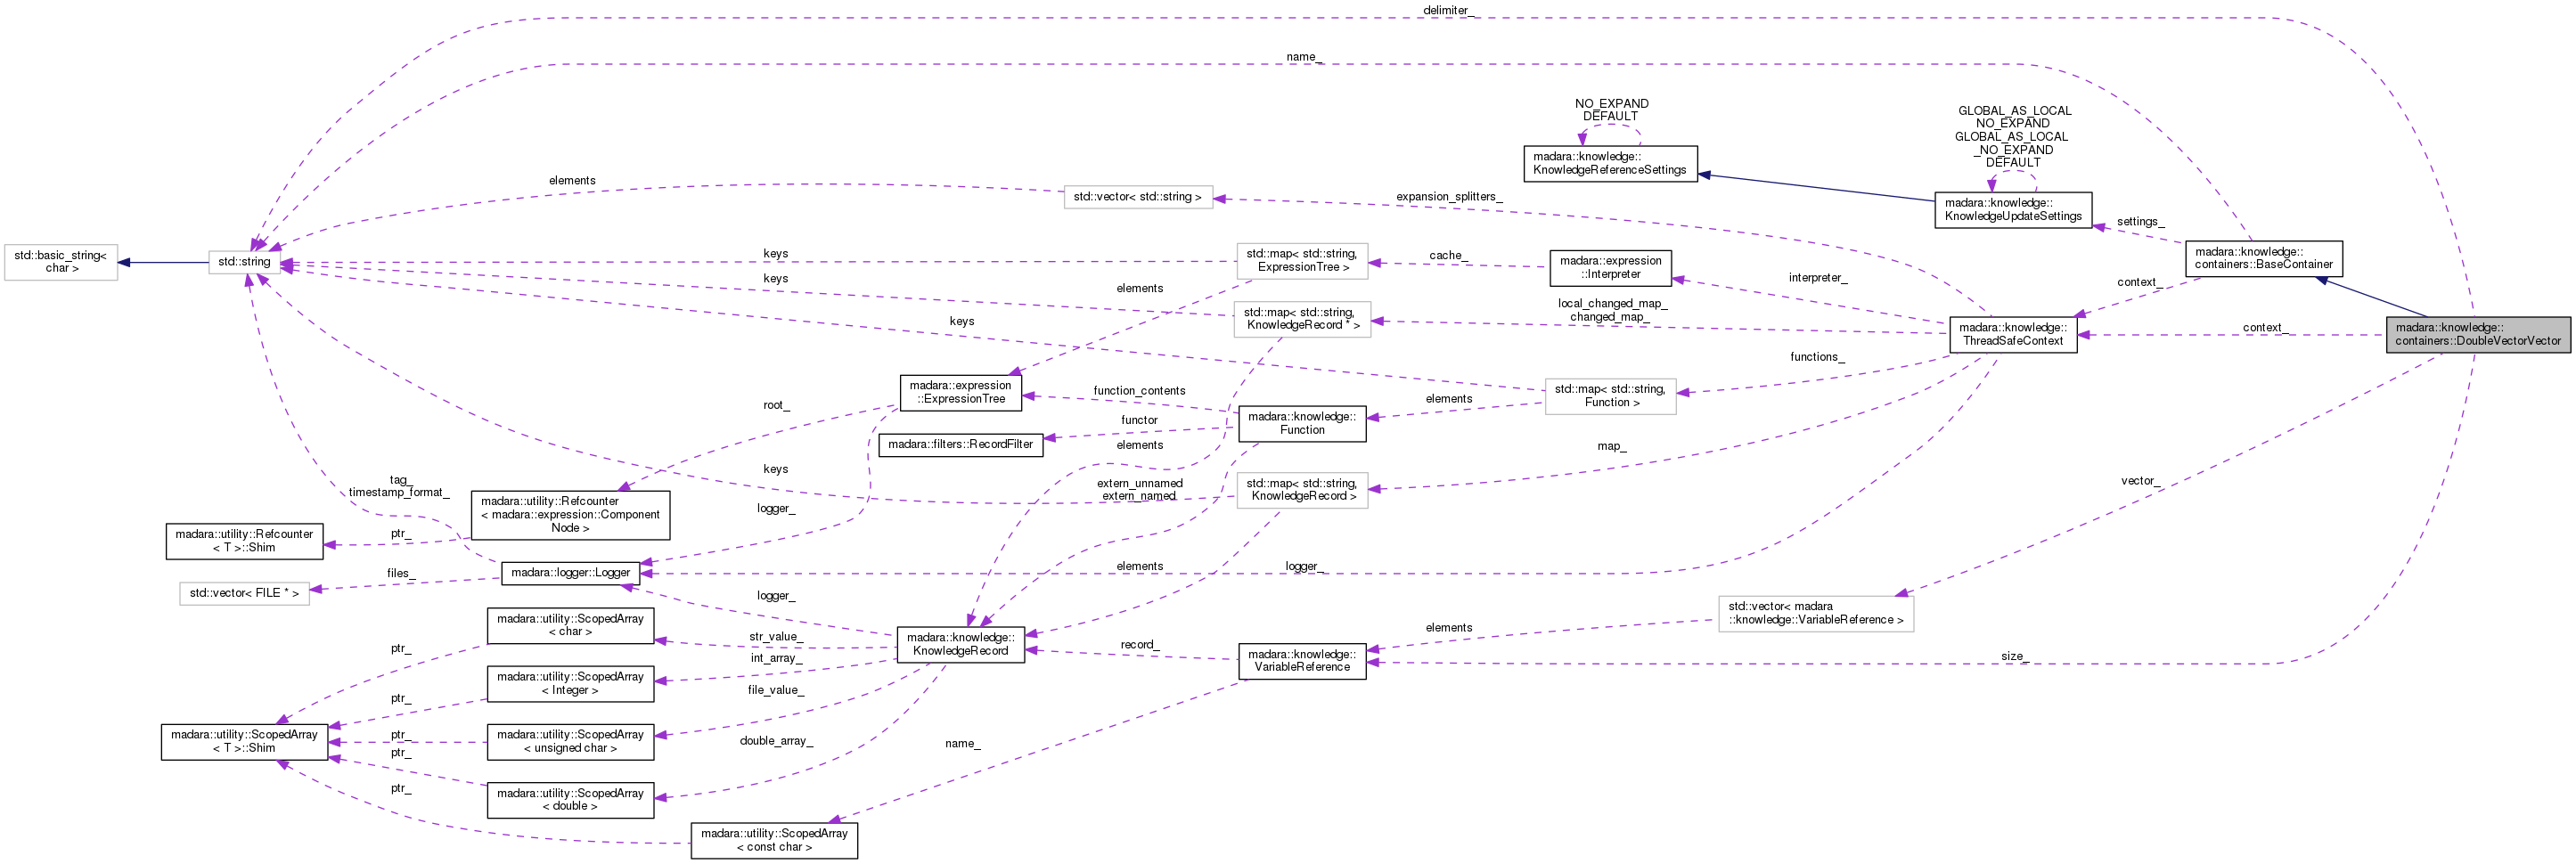 delimiter_
name_
NO_EXPAND
DEFAULT
GLOBAL_AS_LOCAL
NO_EXPAND
GLOBAL_AS_LOCAL
_NO_EXPAND
DEFAULT
madara::knowledge::
KnowledgeReferenceSettings
elements
std::vector< std::string >
expansion_splitters_
madara::knowledge::
KnowledgeUpdateSettings
settings_
std::basic_string<
char >
std::string
keys
std::map< std::string,
ExpressionTree >
cache_
madara::expression
::Interpreter
interpreter_
madara::knowledge::
containers::BaseContainer
context_
keys
elements
std::map< std::string,
KnowledgeRecord * >
local_changed_map_
changed_map_
madara::knowledge::
ThreadSafeContext
context_
madara::knowledge::
containers::DoubleVectorVector
keys
functions_
madara::expression
::ExpressionTree
function_contents
std::map< std::string,
Function >
elements
root_
madara::filters::RecordFilter
functor
madara::knowledge::
Function
elements
map_
keys
tag_
timestamp_format_
madara::utility::Refcounter
< madara::expression::Component
Node >
extern_unnamed
extern_named
std::map< std::string,
KnowledgeRecord >
vector_
logger_
madara::utility::Refcounter
< T >::Shim
ptr_
files_
madara::logger::Logger
elements
logger_
std::vector< FILE * >
logger_
madara::utility::ScopedArray
< char >
str_value_
madara::knowledge::
KnowledgeRecord
record_
elements
std::vector< madara
::knowledge::VariableReference >
ptr_
int_array_
madara::knowledge::
VariableReference
size_
madara::utility::ScopedArray
< Integer >
file_value_
ptr_
madara::utility::ScopedArray
< T >::Shim
ptr_
madara::utility::ScopedArray
< unsigned char >
double_array_
name_
ptr_
madara::utility::ScopedArray
< double >
ptr_
madara::utility::ScopedArray
< const char >